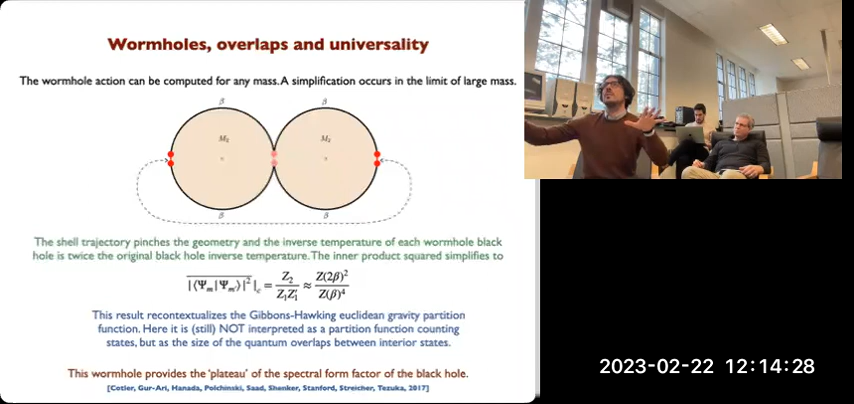 Wormholes, overlaps and universality
The wormhole action can be computed for any mass. A simplification occurs in the limit of large mass.
β β
M₂ M₂
β β
The shell trajectory pinches the geometry and the inverse temperature of each wormhole black
hole is twice the original black hole inverse temperature. The inner product squared simplifies to
|⟨Ψₘ|Ψₘ′⟩|²|c = Z₂ / Z₁Z₁′ ≈ Z(2β)² / Z(β)⁴
This result recontextualizes the Gibbons-Hawking euclidean gravity partition
function. Here it is (still) NOT interpreted as a partition function counting
states, but as the size of the quantum overlaps between interior states.
This wormhole provides the 'plateau' of the spectral form factor of the black hole.
[Cotler, Gur-Ari, Hanada, Polchinski, Saad, Shenker, Stanford, Streicher, Tezuka, 2017]
2023-02-22 12:14:28